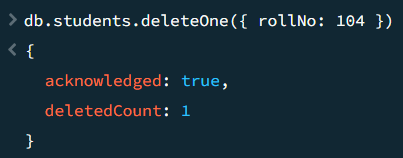 > db.students.deleteOne({ rollNo: 104 })
< {
acknowledged: true,
deletedCount: 1
}